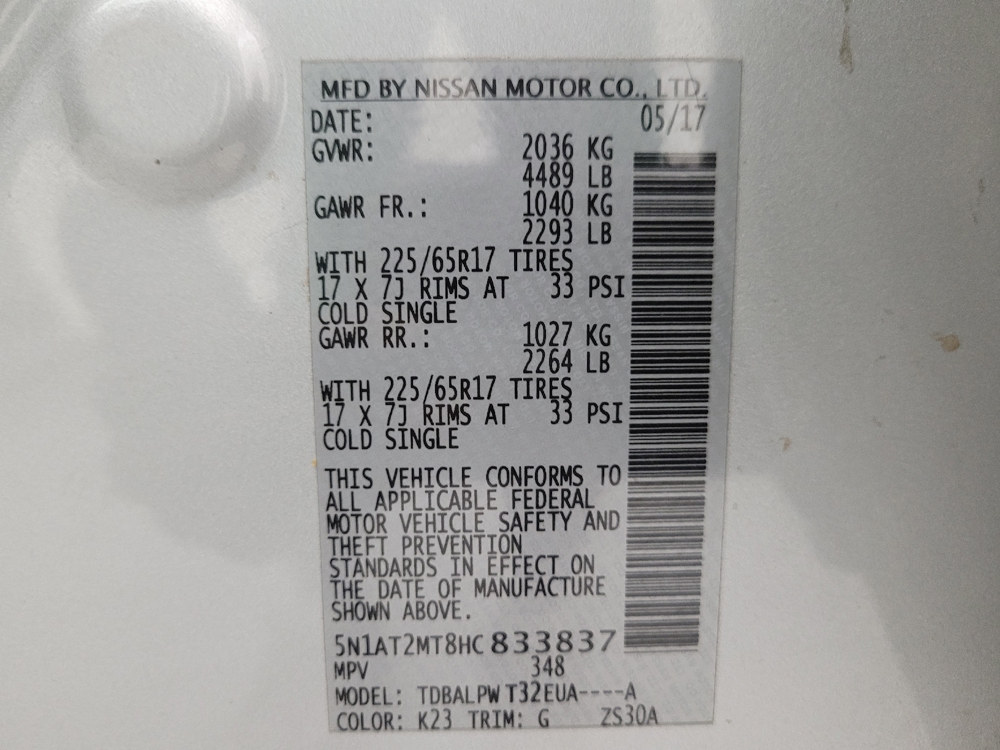 MFD BY NISSAN MOTOR CO., LTD.
DATE: 05/17
GVWR: 2036 KG
4489 LB
GAWR FR.: 1040 KG
2293 LB
WITH 225/65R17 TIRES
17 X 7J RIMS AT 33 PSI
COLD SINGLE
GAWR RR.: 1027 KG
2264 LB
WITH 225/65R17 TIRES
17 X 7J RIMS AT 33 PSI
COLD SINGLE
THIS VEHICLE CONFORMS TO
ALL APPLICABLE FEDERAL
MOTOR VEHICLE SAFETY AND
THEFT PREVENTION
STANDARDS IN EFFECT ON
THE DATE OF MANUFACTURE
SHOWN ABOVE.
5N1AT2MT8HC833837
MPV 348
MODEL: TDBALPW T32EUA----A
COLOR: K23 TRIM: G ZS30A